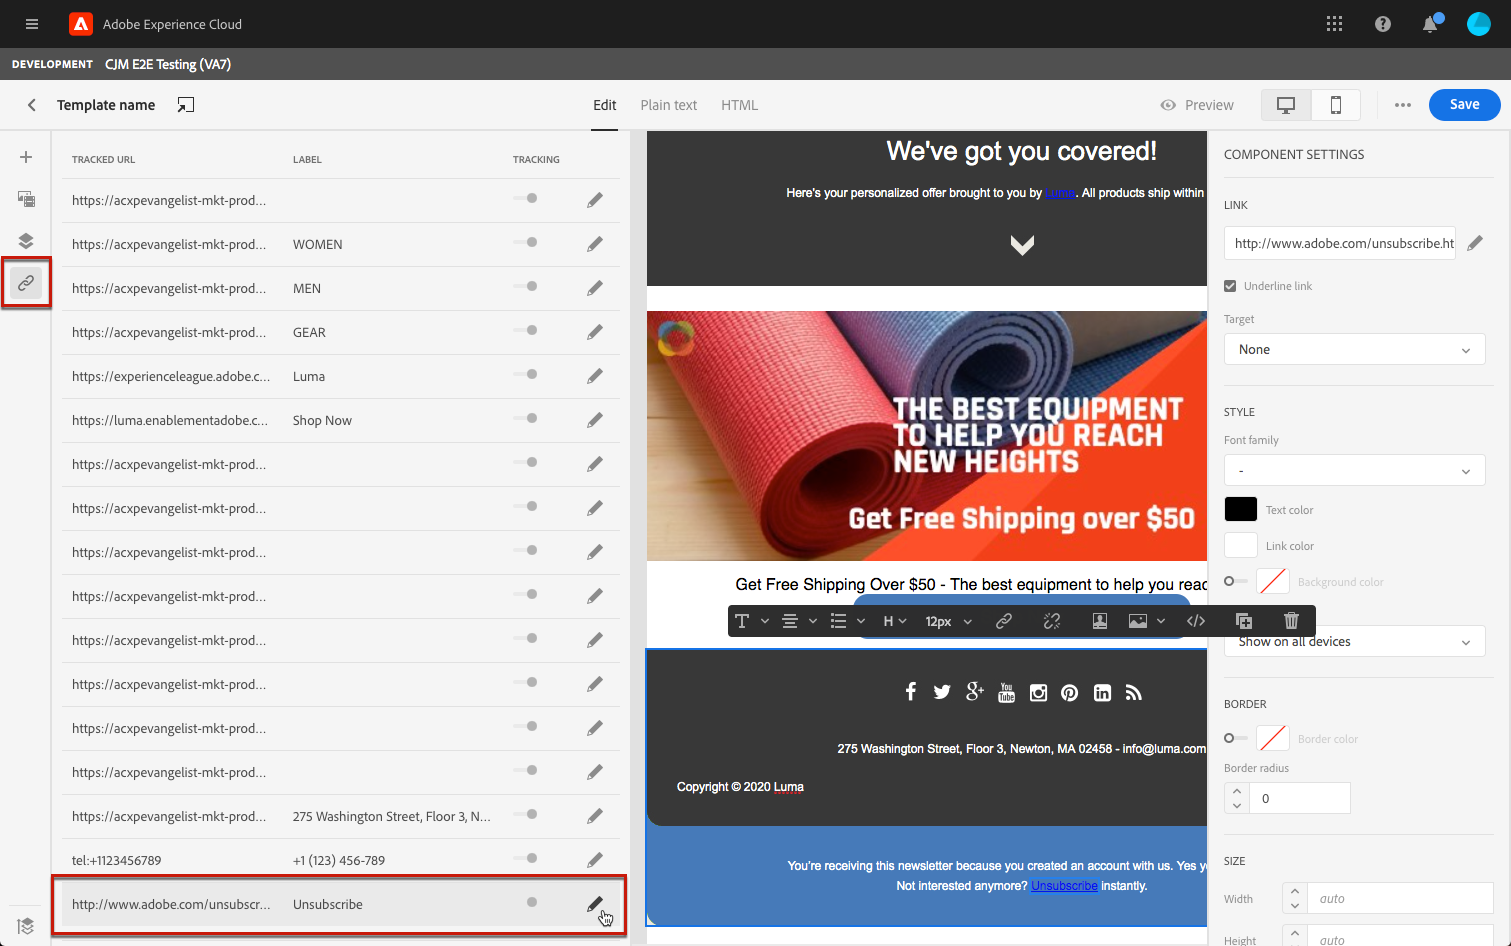 Adobe Experience Cloud
DEVELOPMENT CJM E2E Testing (VA7)
Template name
Edit Plain text HTML
Preview
Save
TRACKED URL LABEL TRACKING
https://acxpevangelist-mkt-prod...
https://acxpevangelist-mkt-prod... WOMEN
https://acxpevangelist-mkt-prod... MEN
https://acxpevangelist-mkt-prod... GEAR
https://experienceleague.adobe.c... Luma
https://luma.enablementadobe.c... Shop Now
https://acxpevangelist-mkt-prod...
https://acxpevangelist-mkt-prod...
https://acxpevangelist-mkt-prod...
https://acxpevangelist-mkt-prod...
https://acxpevangelist-mkt-prod...
https://acxpevangelist-mkt-prod...
https://acxpevangelist-mkt-prod...
https://acxpevangelist-mkt-prod...
https://acxpevangelist-mkt-prod... 275 Washington Street, Floor 3, N...
tel:+1123456789 +1 (123) 456-789
http://www.adobe.com/unsubscr... Unsubscribe
We've got you covered!
Here's your personalized offer brought to you by Luma. All products ship within
THE BEST EQUIPMENT
TO HELP YOU REACH
NEW HEIGHTS
Get Free Shipping over $50
Get Free Shipping Over $50 - The best equipment to help you reac
T H 12px
You Tube
275 Washington Street, Floor 3, Newton, MA 02458 - info@luma.com
Copyright © 2020 Luma
You're receiving this newsletter because you created an account with us. Yes y
Not interested anymore? Unsubscribe instantly.
COMPONENT SETTINGS
LINK
http://www.adobe.com/unsubscribe.ht
Underline link
Target
None
STYLE
Font family
-
Text color
Link color
Background color
Show on all devices
BORDER
Border color
Border radius
0
SIZE
Width auto
Height auto